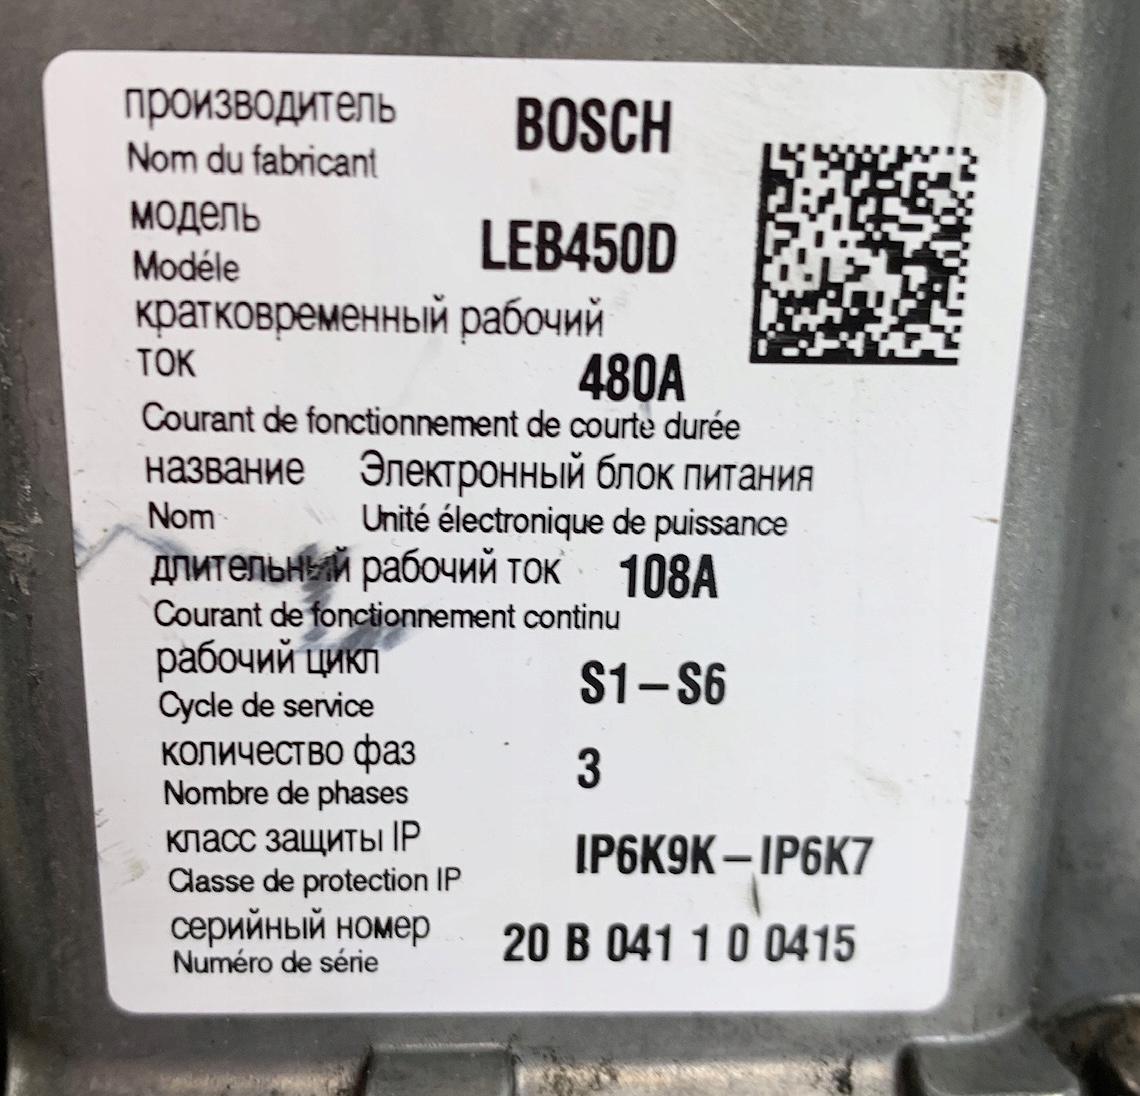 производитель BOSCH
Nom du fabricant
модель LEB450D
Modéle
кратковременный рабочий
ток 480A
Courant de fonctionnement de courte durée
название Электронный блок питания
Nom Unité électronique de puissance
длительный рабочий ток 108A
Courant de fonctionnement continu
рабочий цикл S1-S6
Cycle de service
количество фаз 3
Nombre de phases
класс защиты IP IP6K9K-IP6K7
Classe de protection IP
серийный номер 20 B 041 1 0 0415
Numéro de série